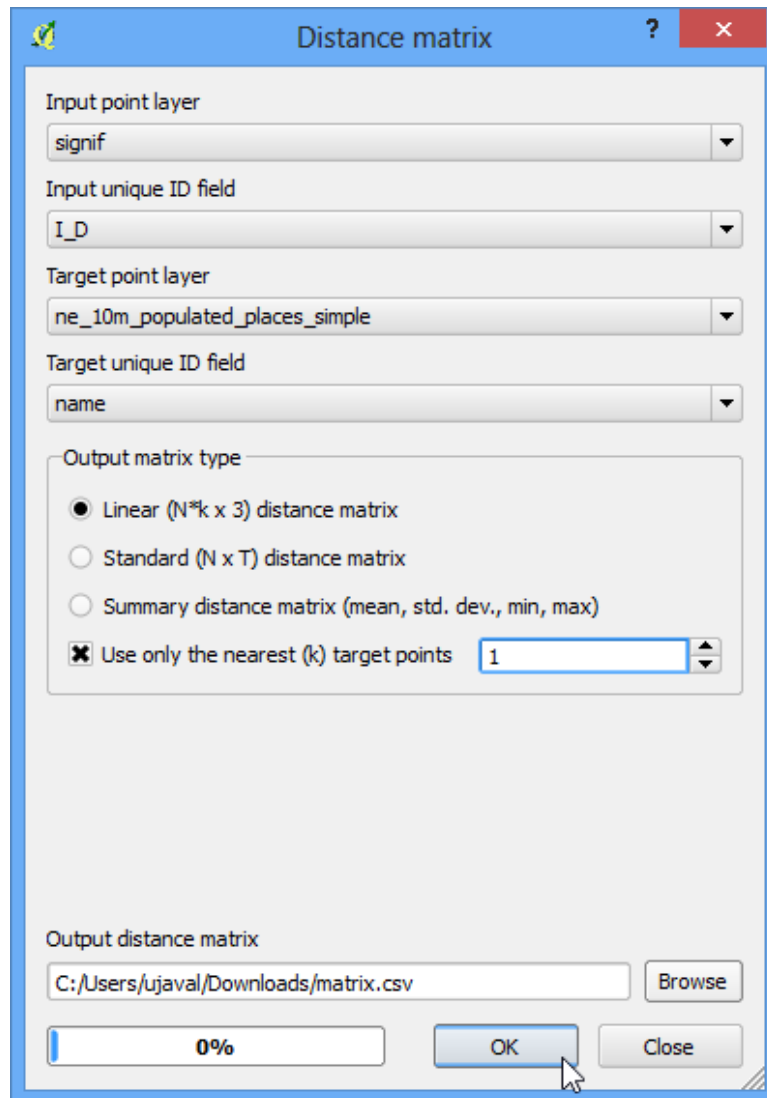 Distance matrix
?
Input point layer
signif
Input unique ID field
I_D
Target point layer
ne_10m_populated_places_simple
Target unique ID field
name
Output matrix type
Linear (N*k x 3) distance matrix
Standard (N x T) distance matrix
Summary distance matrix (mean, std. dev., min, max)
Use only the nearest (k) target points 1
Output distance matrix
C:/Users/ujaval/Downloads/matrix.csv Browse
0% OK Close